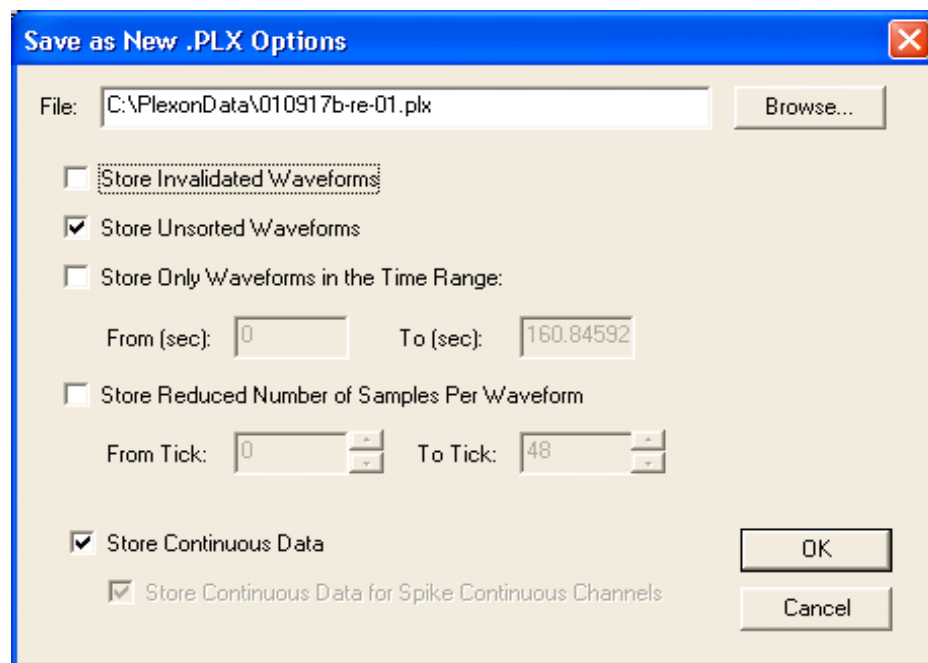 Save as New .PLX Options
File: C:\PlexonData\010917b-re-01.plx Browse...
Store Invalidated Waveforms
Store Unsorted Waveforms
Store Only Waveforms in the Time Range:
From (sec): 0 To (sec): 160.84592
Store Reduced Number of Samples Per Waveform
From Tick: 0 To Tick: 48
Store Continuous Data OK
Store Continuous Data for Spike Continuous Channels
Cancel